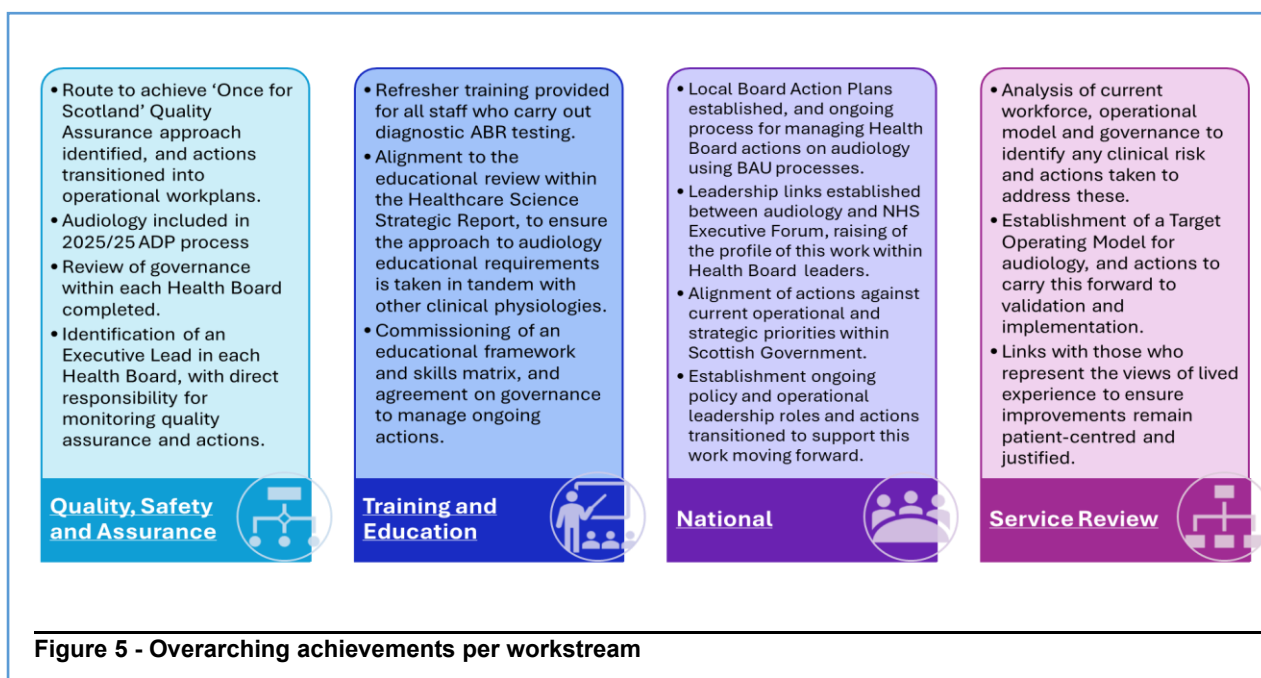 • Route to achieve ‘Once for
Scotland’ Quality
Assurance approach
identified, and actions
transitioned into
operational workplans.
• Audiology included in
2025/25 ADP process
• Review of governance
within each Health Board
completed.
• Identification of an
Executive Lead in each
Health Board, with direct
responsibility for
monitoring quality
assurance and actions.
Quality, Safety
and Assurance
• Refresher training provided
for all staff who carry out
diagnostic ABR testing.
• Alignment to the
educational review within
the Healthcare Science
Strategic Report, to ensure
the approach to audiology
educational requirements
is taken in tandem with
other clinical physiologies.
• Commissioning of an
educational framework
and skills matrix, and
agreement on governance
to manage ongoing
actions.
Training and
Education
• Local Board Action Plans
established, and ongoing
process for managing Health
Board actions on audiology
using BAU processes.
• Leadership links established
between audiology and NHS
Executive Forum, raising of
the profile of this work within
Health Board leaders.
• Alignment of actions against
current operational and
strategic priorities within
Scottish Government.
• Establishment ongoing
policy and operational
leadership roles and actions
transitioned to support this
work moving forward.
National
• Analysis of current
workforce, operational
model and governance to
identify any clinical risk
and actions taken to
address these.
• Establishment of a Target
Operating Model for
audiology, and actions to
carry this forward to
validation and
implementation.
• Links with those who
represent the views of lived
experience to ensure
improvements remain
patient-centred and
justified.
Service Review
Figure 5 - Overarching achievements per workstream